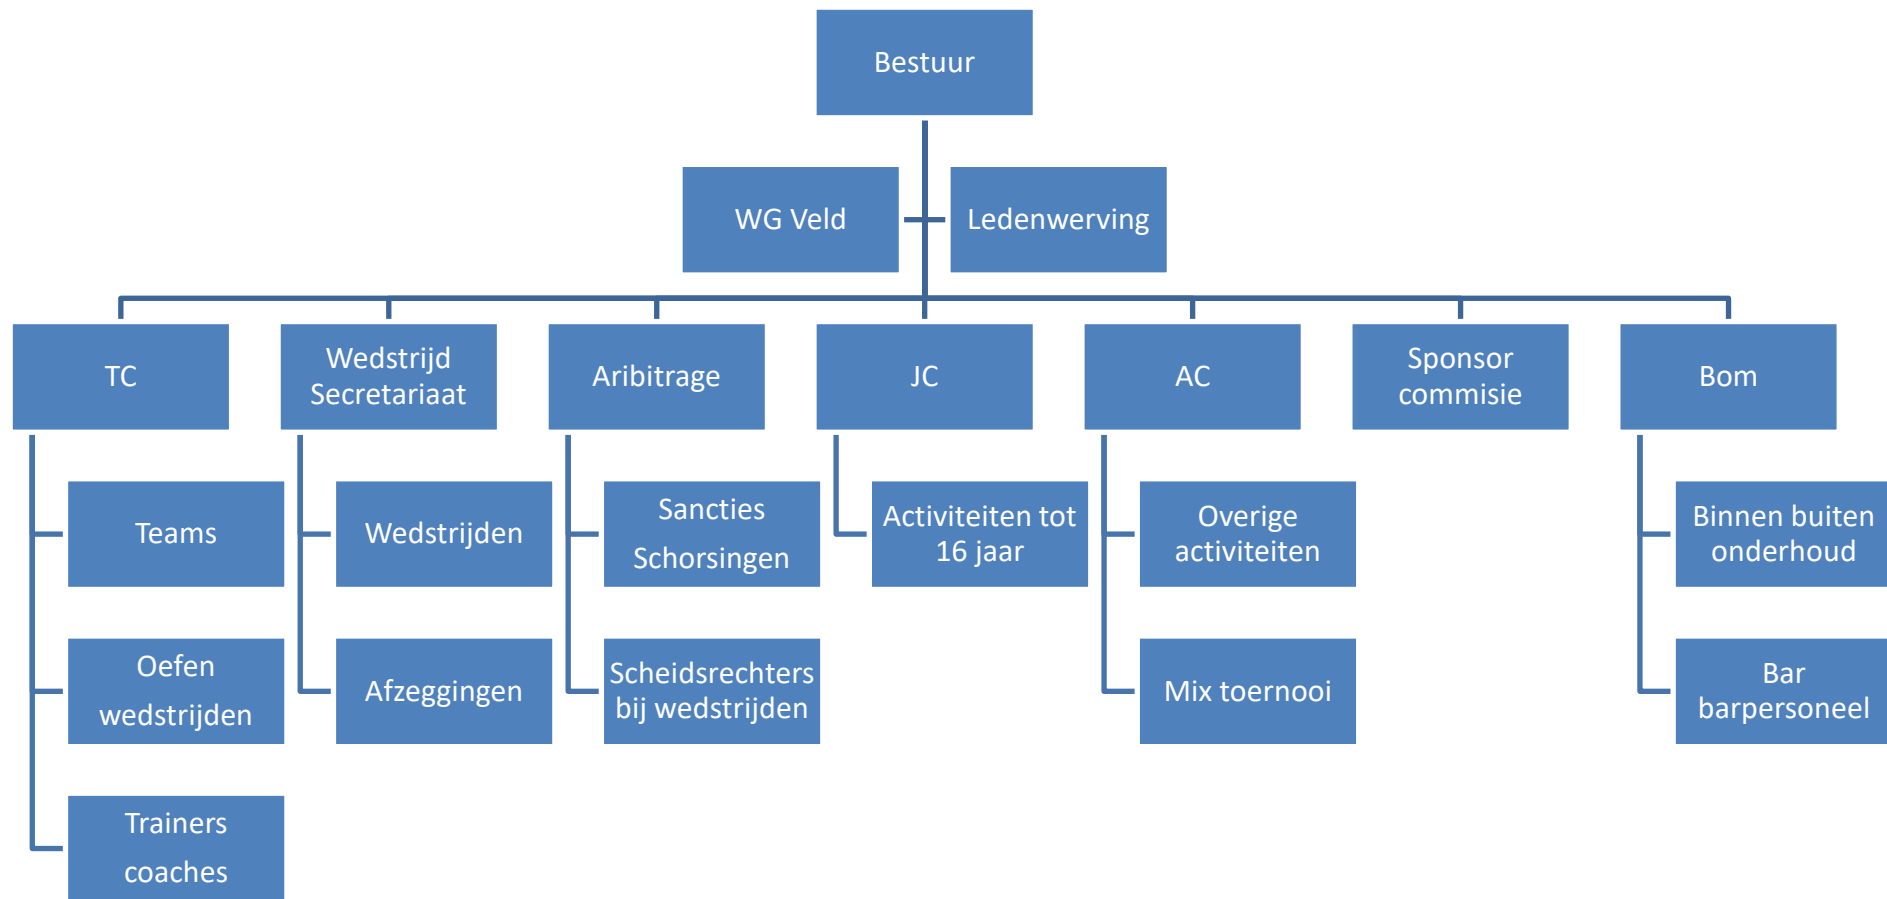 Bestuur
WG Veld
Ledenwerving
TC
Wedstrijd
Secretariaat
Aribitrage
JC
AC
Sponsor
commisie
Bom
Teams
Wedstrijden
Sancties
Schorsingen
Activiteiten tot
16 jaar
Overige
activiteiten
Binnen buiten
onderhoud
Oefen
wedstrijden
Afzeggingen
Scheidsrechters
bij wedstrijden
Mix toernooi
Bar
barpersoneel
Trainers
coaches